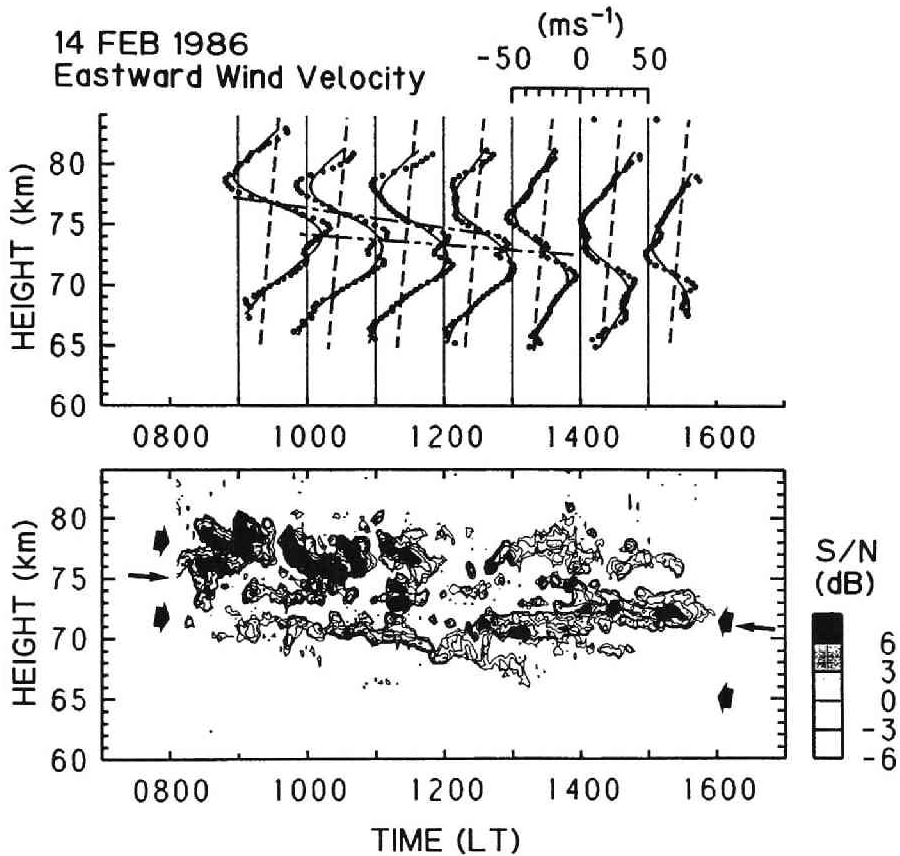 14 FEB 1986
Eastward Wind Velocity
(ms⁻¹)
-50 0 50
HEIGHT (km)
80
75
70
65
60
0800 1000 1200 1400 1600
HEIGHT (km)
80
75
70
65
60
0800 1000 1200 1400 1600
TIME (LT)
S/N
(dB)
6
3
0
-3
-6